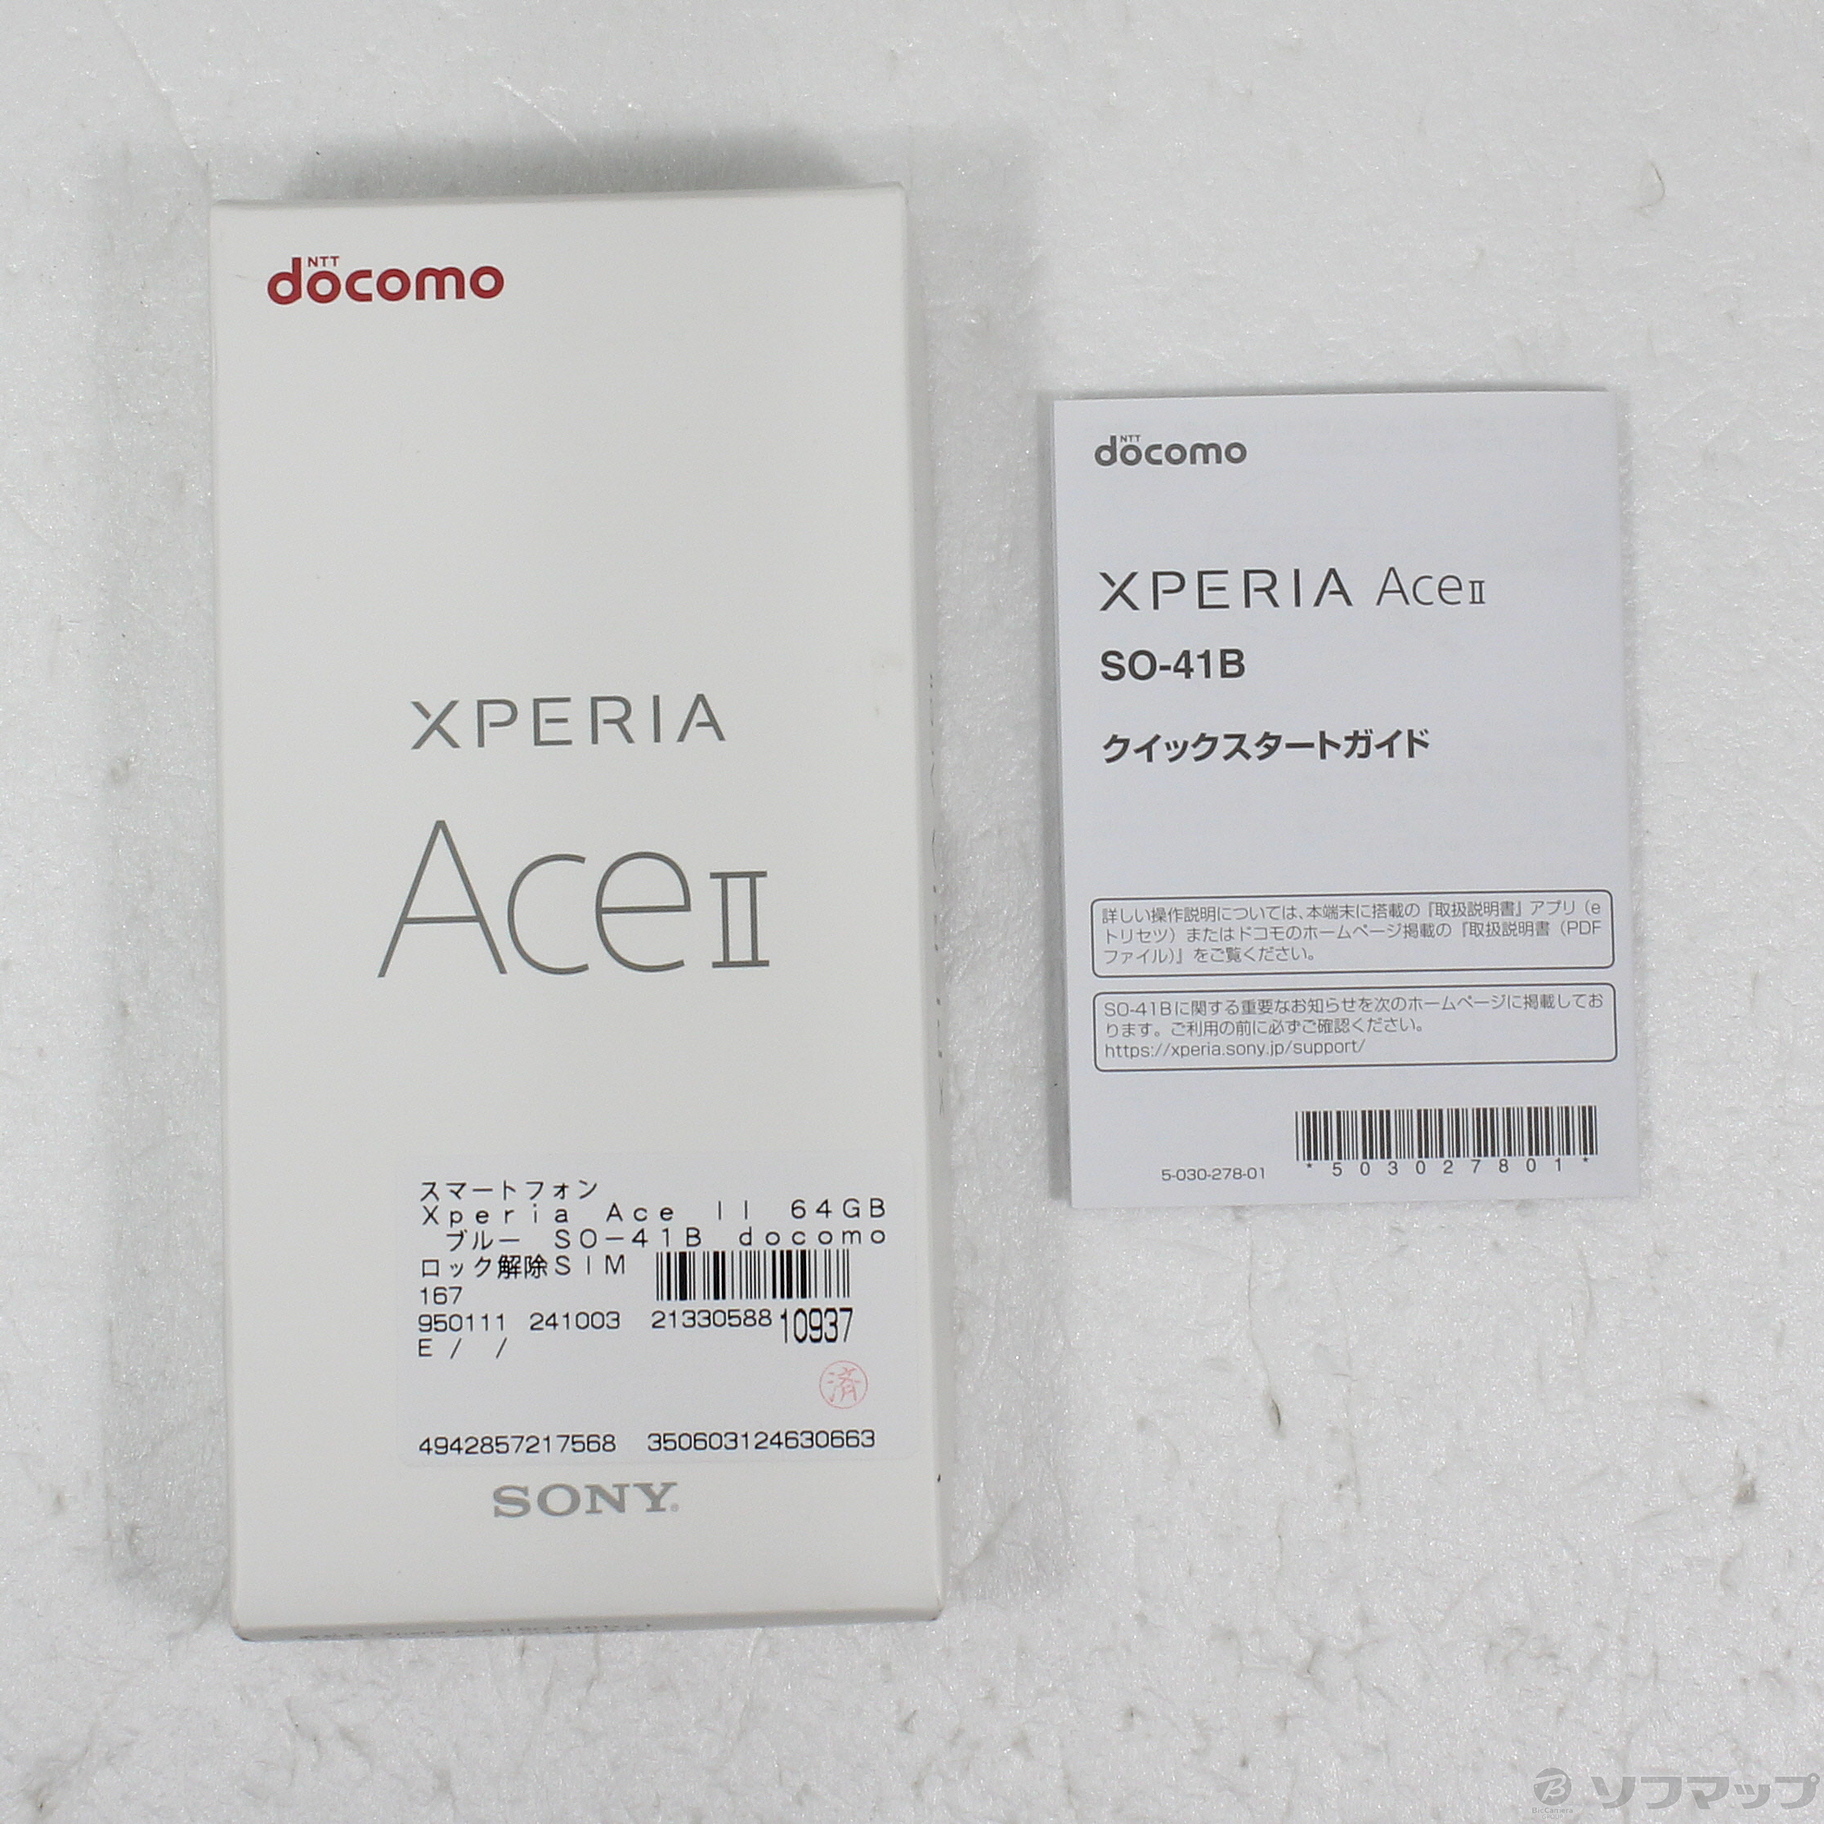 NTT
docomo
XPERIA
Ace II
スマートフォン
Xperia Ace II 64GB
ブルー SO-41B docomo
ロック解除SIM
167
950111 241003 21330588 10937
E / /
済
4942857217568 350603124630663
SONY
NTT
docomo
XPERIA Ace II
SO-41B
クイックスタートガイド
詳しい操作説明については、本端末に搭載の『取扱説明書』アプリ（e
トリセツ）またはドコモのホームページ掲載の『取扱説明書（PDF
ファイル）』をご覧ください。
SO-41Bに関する重要なお知らせを次のホームページに掲載してお
ります。ご利用の前に必ずご確認ください。
https://xperia.sony.jp/support/
5-030-278-01
*503027801*
BicCamera
ソフマップ